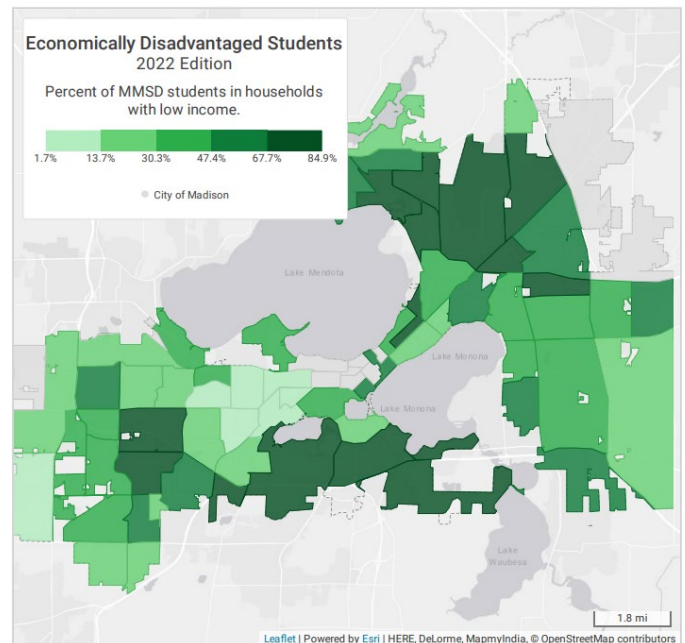 Economically Disadvantaged Students
2022 Edition
Percent of MMSD students in households
with low income.
1.7% 13.7% 30.3% 47.4% 67.7% 84.9%
City of Madison
Lake Mendota
Lake Monona
Lake Monona
Lake
Waubesa
1.8 mi
Leaflet | Powered by Esri | HERE, DeLorme, MapmyIndia, © OpenStreetMap contributors